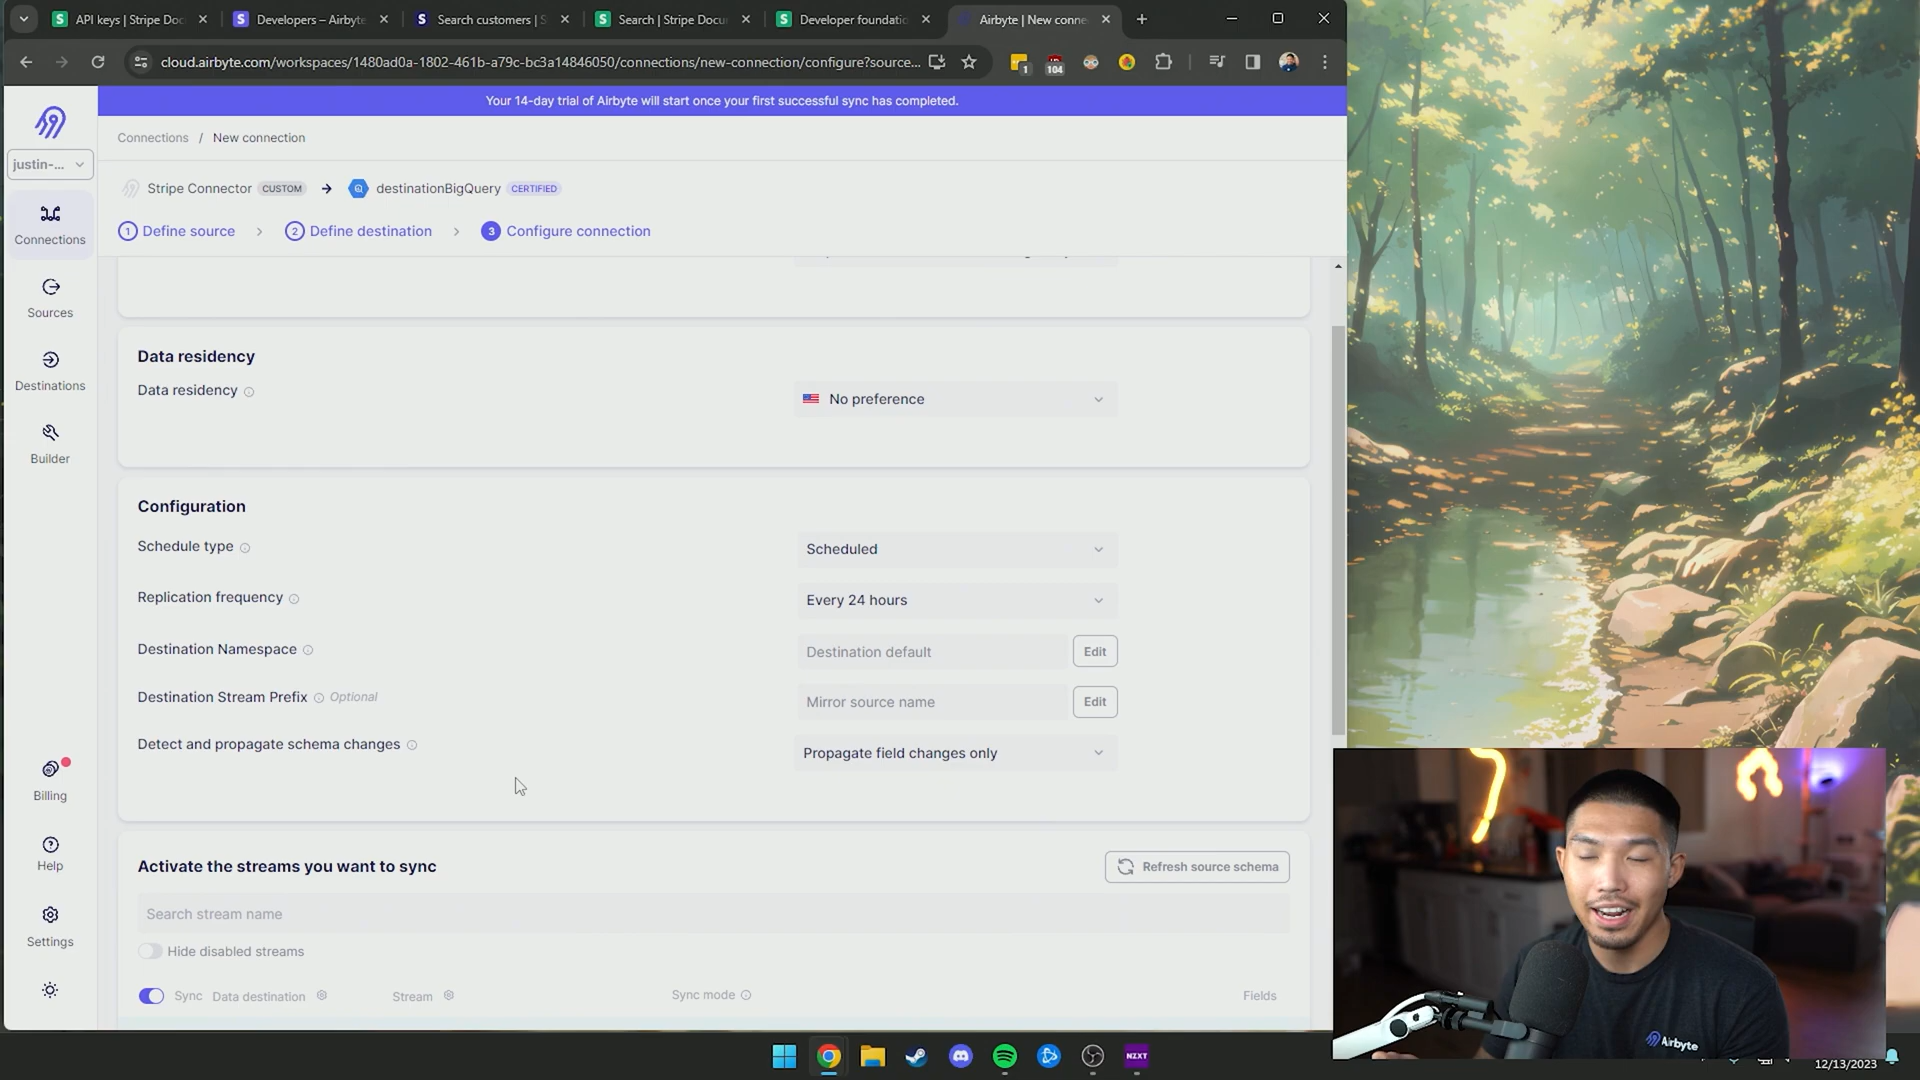 API keys | Stripe Doc
Developers – Airbyte
Search customers | S
Search | Stripe Docu
Developer foundatio
Airbyte | New conne
cloud.airbyte.com/workspaces/1480ad0a-1802-461b-a79c-bc3a14846050/connections/new-connection/configure?source...
1
104
Your 14-day trial of Airbyte will start once your first successful sync has completed.
justin-...
Connections
Sources
Destinations
Builder
Billing
Help
Settings
Connections / New connection
Stripe Connector CUSTOM → destinationBigQuery CERTIFIED
1 Define source > 2 Define destination > 3 Configure connection
Data residency
Data residency
No preference
Configuration
Schedule type
Scheduled
Replication frequency
Every 24 hours
Destination Namespace
Destination default
Edit
Destination Stream Prefix Optional
Mirror source name
Edit
Detect and propagate schema changes
Propagate field changes only
Activate the streams you want to sync
Refresh source schema
Search stream name
Hide disabled streams
Sync Data destination Stream Sync mode Fields
NZXT
Airbyte
12/13/2023